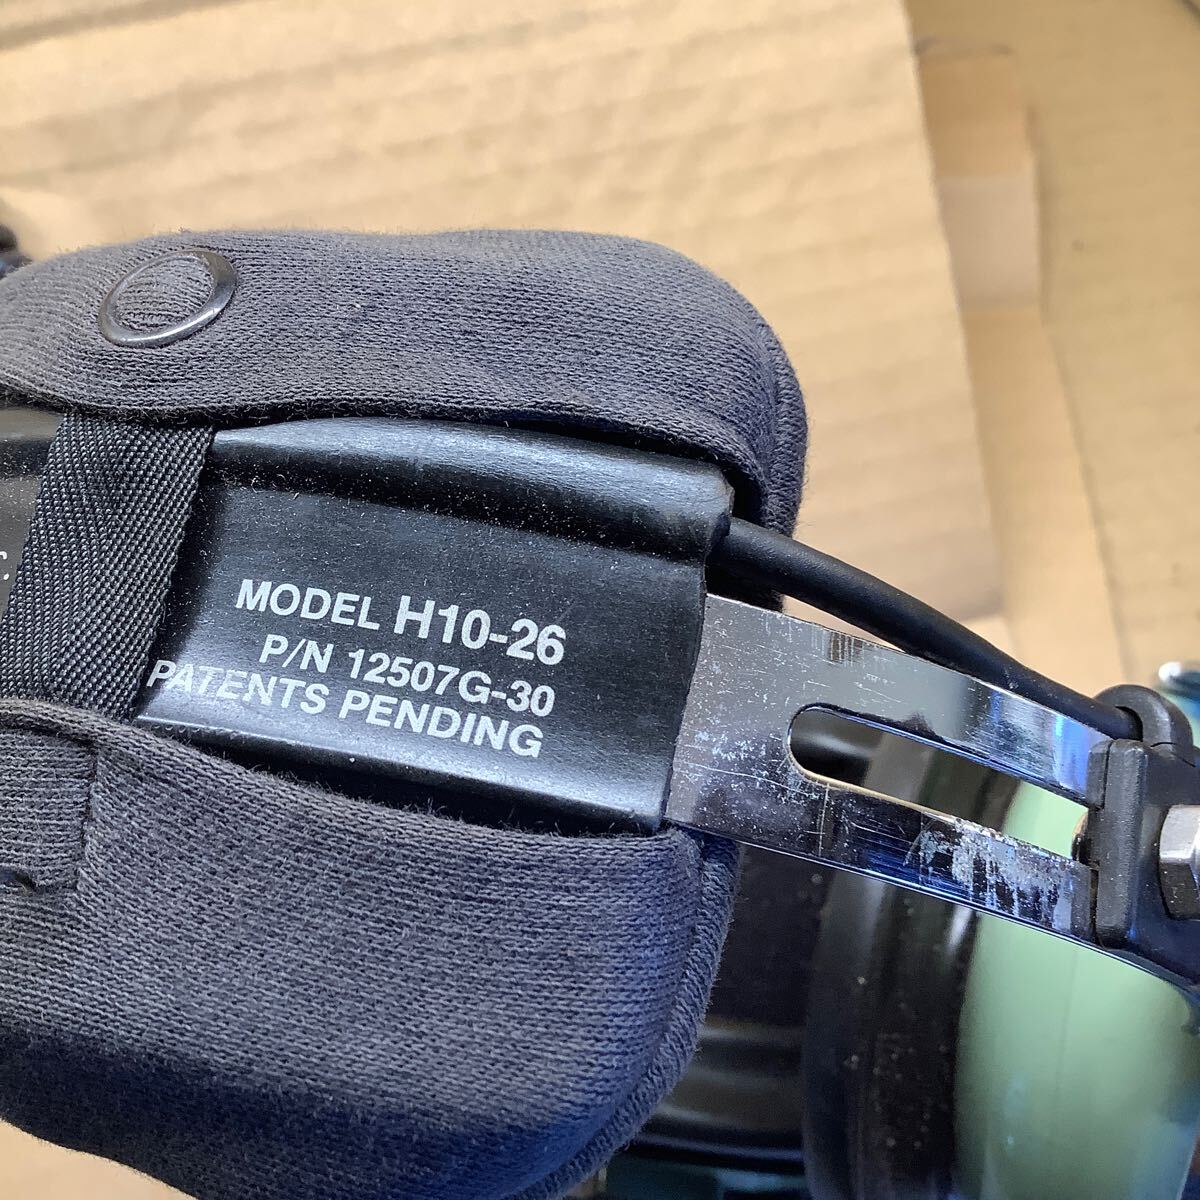 MODEL H10-26
P/N 12507G-30
PATENTS PENDING